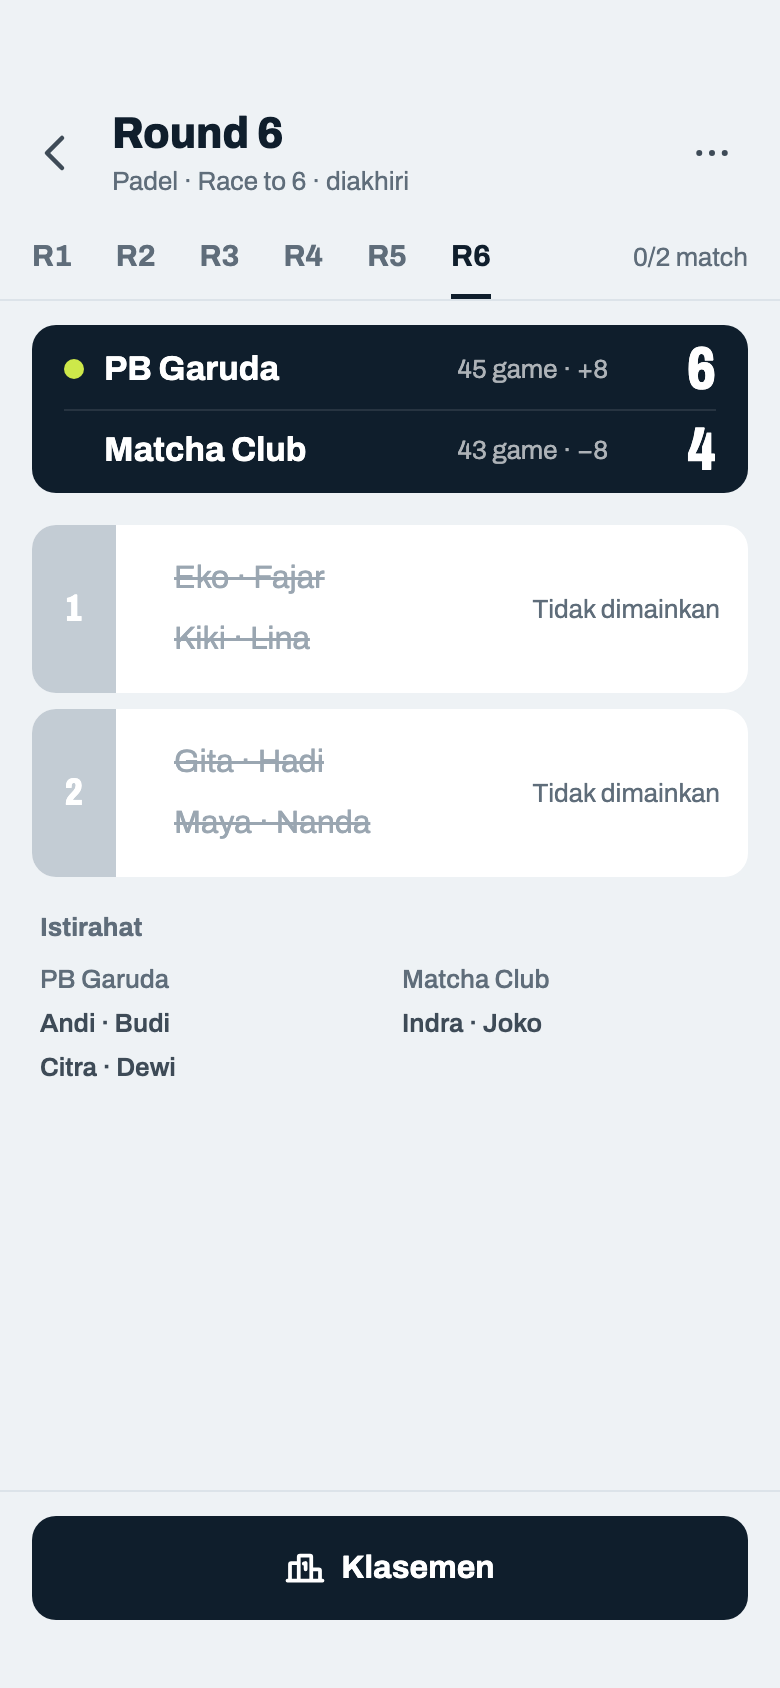 Round 6
Padel · Race to 6 · diakhiri
R1 R2 R3 R4 R5 R6 0/2 match
PB Garuda 45 game · +8 6
Matcha Club 43 game · −8 4
1
Eko · Fajar
Kiki · Lina
Tidak dimainkan
2
Gita · Hadi
Maya · Nanda
Tidak dimainkan
Istirahat
PB Garuda Matcha Club
Andi · Budi Indra · Joko
Citra · Dewi
Klasemen